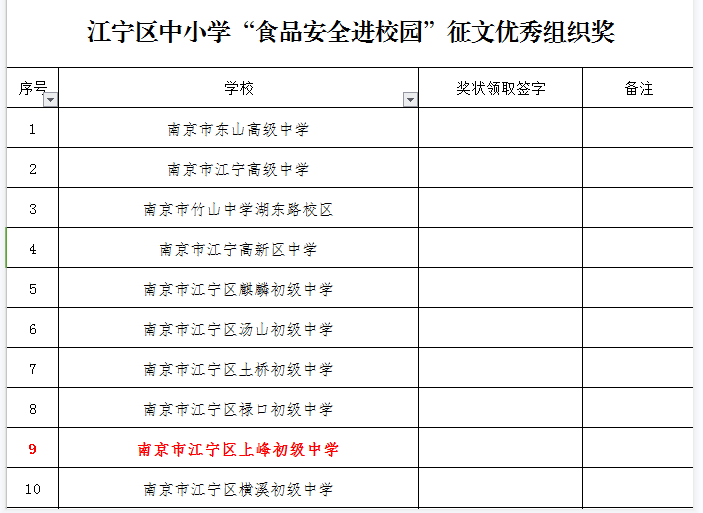 江宁区中小学“食品安全进校园”征文优秀组织奖
序号 学校 奖状领取签字 备注
1 南京市东山高级中学
2 南京市江宁高级中学
3 南京市竹山中学湖东路校区
4 南京市江宁高新区中学
5 南京市江宁区麒麟初级中学
6 南京市江宁区汤山初级中学
7 南京市江宁区土桥初级中学
8 南京市江宁区禄口初级中学
9 南京市江宁区上峰初级中学
10 南京市江宁区横溪初级中学